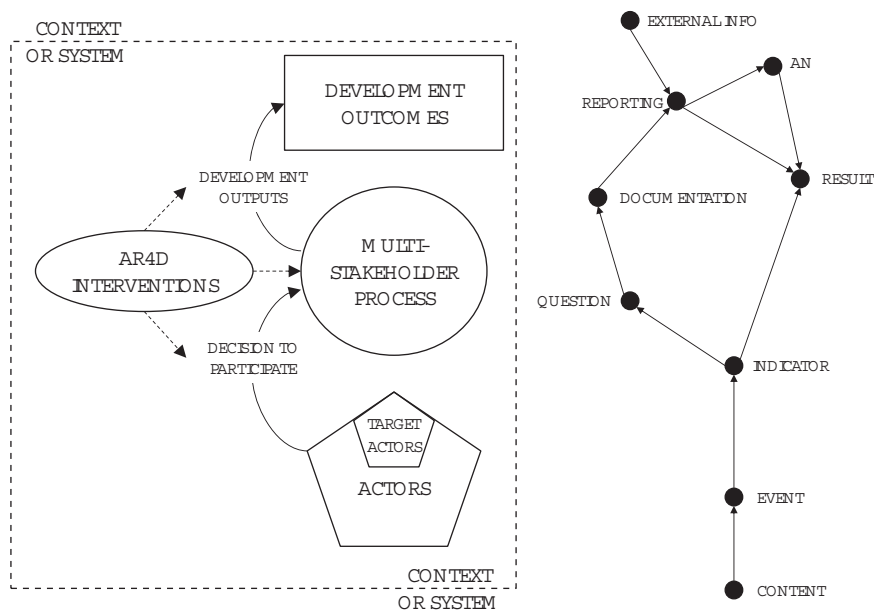 CONTEXT
OR SYSTEM
DEVELOPMENT
OUTCOMES
DEVELOPMENT
OUTPUTS
AR4D
INTERVENTIONS
MULTI-
STAKEHOLDER
PROCESS
DECISION TO
PARTICIPATE
TARGET
ACTORS
ACTORS
CONTEXT
OR SYSTEM
EXTERNAL INFO
AN
REPORTING
RESULT
DOCUMENTATION
QUESTION
INDICATOR
EVENT
CONTENT